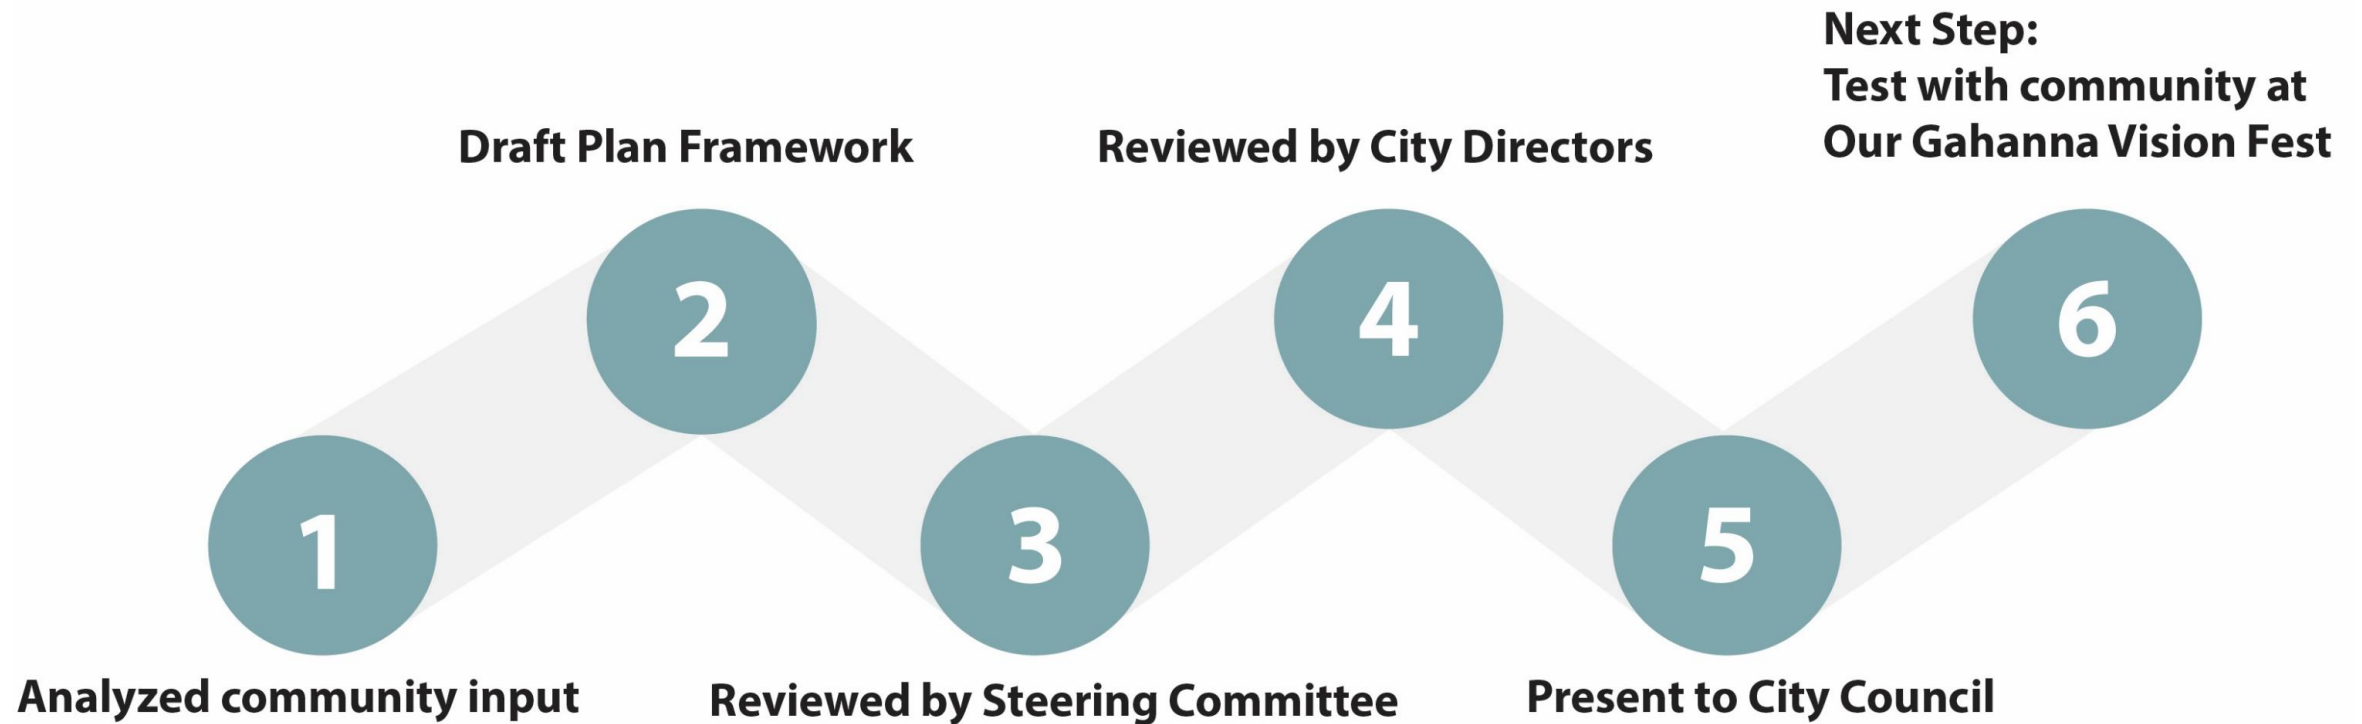 1
Analyzed community input
2
Draft Plan Framework
3
Reviewed by Steering Committee
4
Reviewed by City Directors
5
Present to City Council
6
Next Step:
Test with community at
Our Gahanna Vision Fest